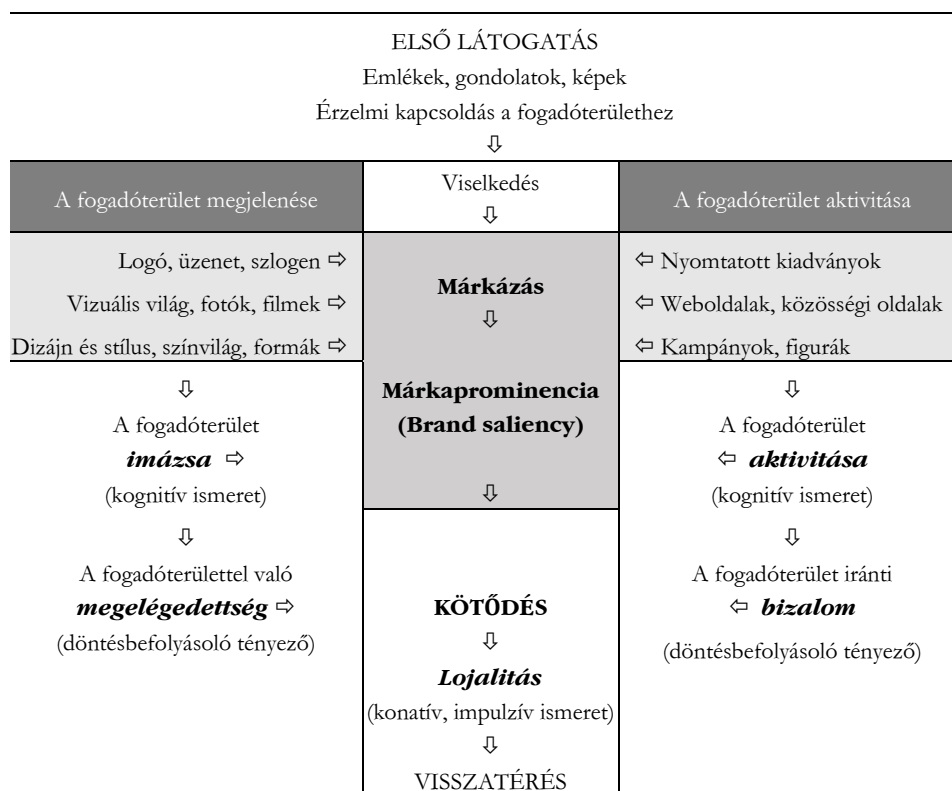 ELSŐ LÁTOGATÁS
Emlékek, gondolatok, képek
Érzelmi kapcsoldás a fogadóterülethez
⇩
A fogadóterület megjelenése
Logó, üzenet, szlogen ⇨
Vizuális világ, fotók, filmek ⇨
Dizájn és stílus, színvilág, formák ⇨
⇩
A fogadóterület
imázsa ⇨
(kognitív ismeret)
⇩
A fogadóterülettel való
megelégedettség ⇨
(döntésbefolyásoló tényező)
Viselkedés
⇩
Márkázás
⇩
Márkaprominencia
(Brand saliency)
⇩
KÖTŐDÉS
⇩
Lojalitás
(konatív, impulzív ismeret)
⇩
VISSZATÉRÉS
A fogadóterület aktivitása
⇦ Nyomtatott kiadványok
⇦ Weboldalak, közösségi oldalak
⇦ Kampányok, figurák
⇩
A fogadóterület
⇦ aktivitása
(kognitív ismeret)
⇩
A fogadóterület iránti
⇦ bizalom
(döntésbefolyásoló tényező)